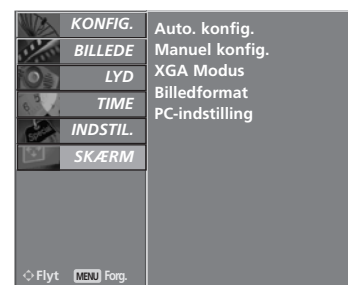 KONFIG.
BILLEDE
LYD
TIME
INDSTIL.
SKÆRM
Auto. konfig.
Manuel konfig.
XGA Modus
Billedformat
PC-indstilling
Flyt MENU Forg.